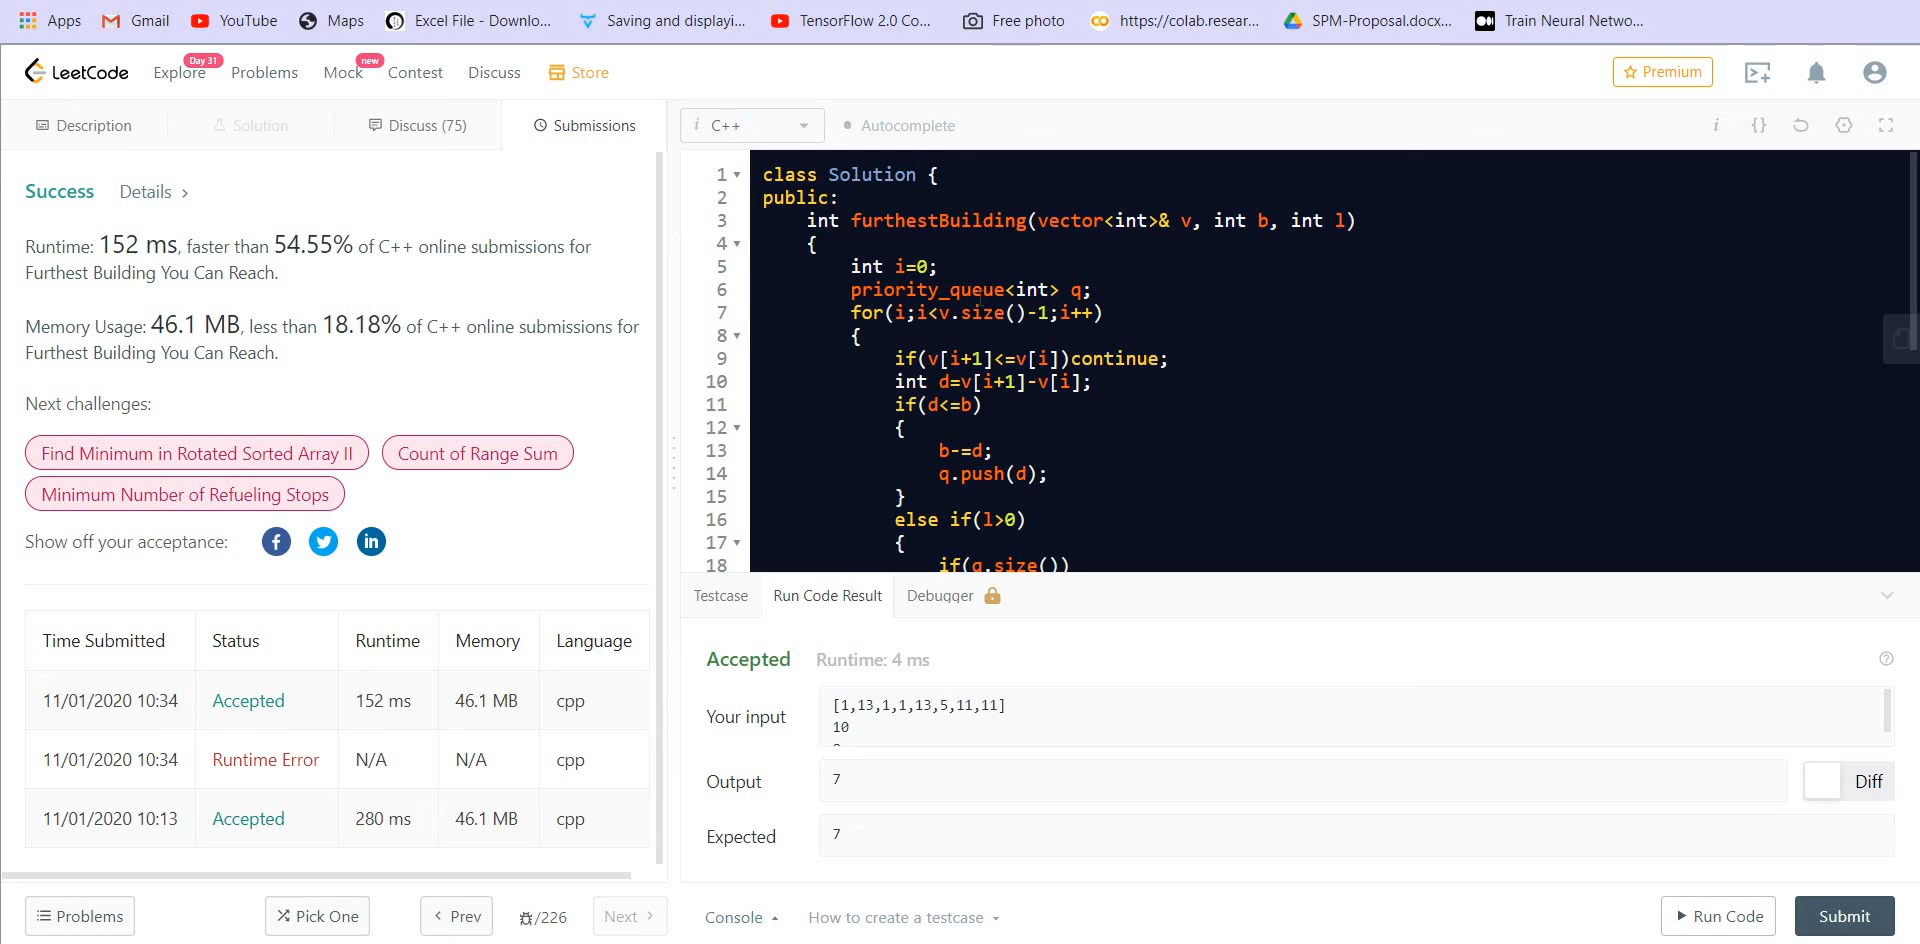 Apps Gmail YouTube Maps Excel File - Downlo... Saving and displayi... TensorFlow 2.0 Co... Free photo https://colab.resear... SPM-Proposal.docx... Train Neural Netwo...
LeetCode Explore Day 31 Problems Mock new Contest Discuss Store Premium
Description Solution Discuss (75) Submissions
i C++ Autocomplete
Success Details >
Runtime: 152 ms, faster than 54.55% of C++ online submissions for
Furthest Building You Can Reach.
Memory Usage: 46.1 MB, less than 18.18% of C++ online submissions for
Furthest Building You Can Reach.
Next challenges:
Find Minimum in Rotated Sorted Array II Count of Range Sum
Minimum Number of Refueling Stops
Show off your acceptance:
Time Submitted Status Runtime Memory Language
11/01/2020 10:34 Accepted 152 ms 46.1 MB cpp
11/01/2020 10:34 Runtime Error N/A N/A cpp
11/01/2020 10:13 Accepted 280 ms 46.1 MB cpp
1 class Solution {
2 public:
3 int furthestBuilding(vector<int>& v, int b, int l)
4 {
5 int i=0;
6 priority_queue<int> q;
7 for(i;i<v.size()-1;i++)
8 {
9 if(v[i+1]<=v[i])continue;
10 int d=v[i+1]-v[i];
11 if(d<=b)
12 {
13 b-=d;
14 q.push(d);
15 }
16 else if(l>0)
17 {
18 if(q.size())
Testcase Run Code Result Debugger
Accepted Runtime: 4 ms
Your input [1,13,1,1,13,5,11,11]
10
Output 7 Diff
Expected 7
Problems Pick One < Prev /226 Next >
Console How to create a testcase Run Code Submit